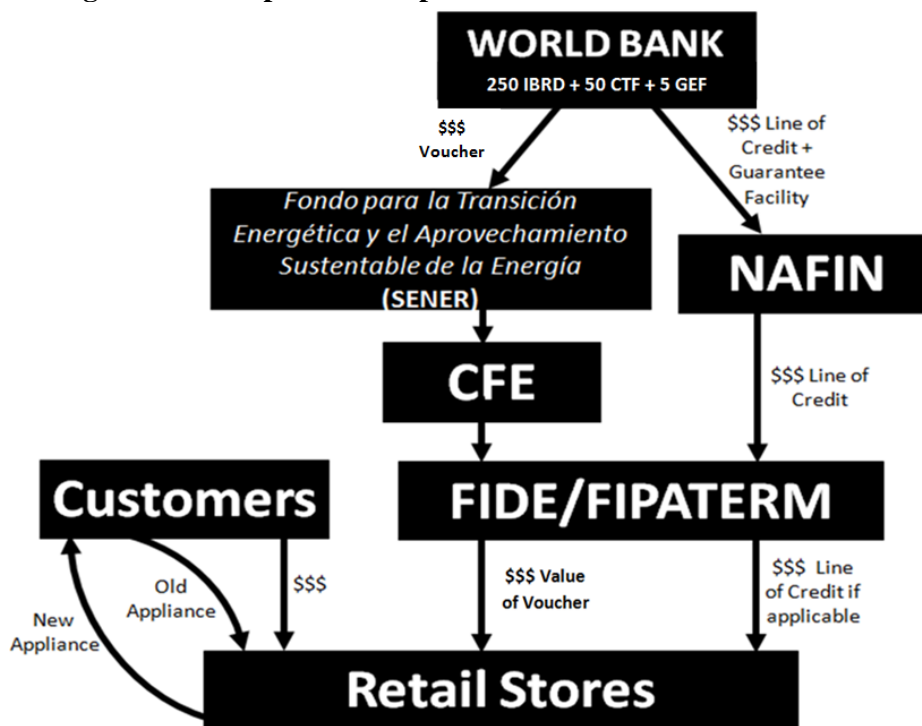 WORLD BANK
250 IBRD + 50 CTF + 5 GEF
$$$
Voucher
$$$ Line of
Credit +
Guarantee
Facility
Fondo para la Transición
Energética y el Aprovechamiento
Sustentable de la Energía
(SENER)
NAFIN
CFE
$$$ Line of
Credit
Customers
FIDE/FIPATERM
New
Appliance
Old
Appliance
$$$
$$$ Value
of Voucher
$$$ Line
of Credit if
applicable
Retail Stores